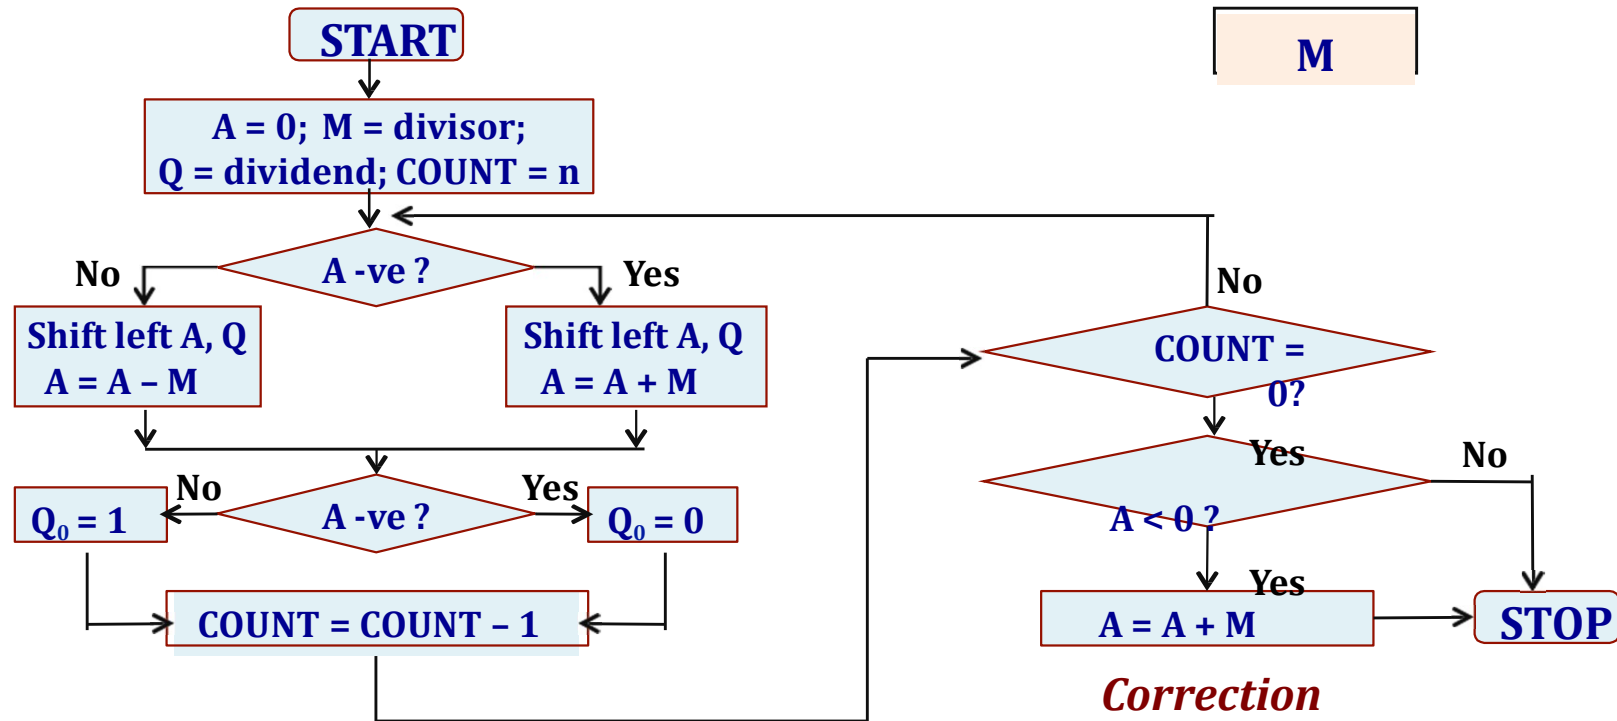 START
M
A = 0; M = divisor;
Q = dividend; COUNT = n
A -ve ?
No
Yes
Shift left A, Q
A = A – M
Shift left A, Q
A = A + M
No
COUNT =
0?
Yes
No
A < 0 ?
No
Yes
A -ve ?
Q₀ = 1
Q₀ = 0
Yes
COUNT = COUNT – 1
A = A + M
STOP
Correction